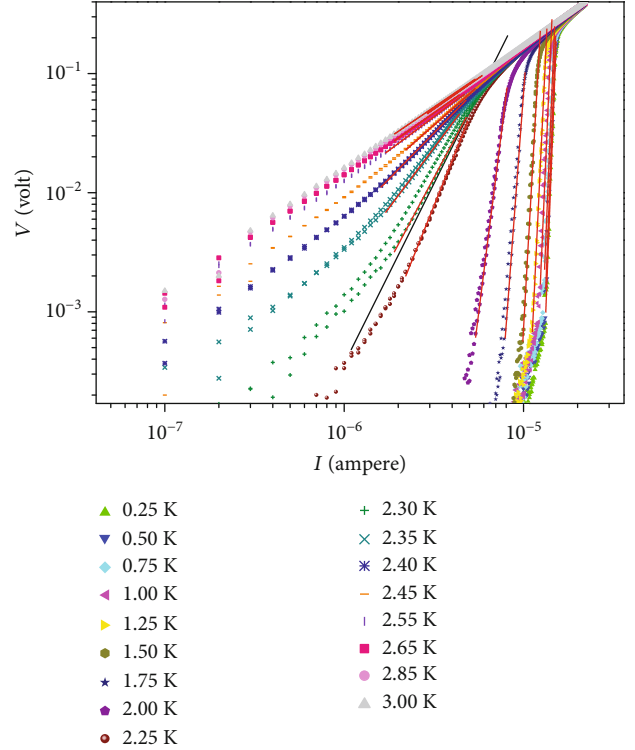 10⁻¹
10⁻²
10⁻³
V (volt)
10⁻⁷ 10⁻⁶ 10⁻⁵
I (ampere)
0.25 K
0.50 K
0.75 K
1.00 K
1.25 K
1.50 K
1.75 K
2.00 K
2.25 K
2.30 K
2.35 K
2.40 K
2.45 K
2.55 K
2.65 K
2.85 K
3.00 K